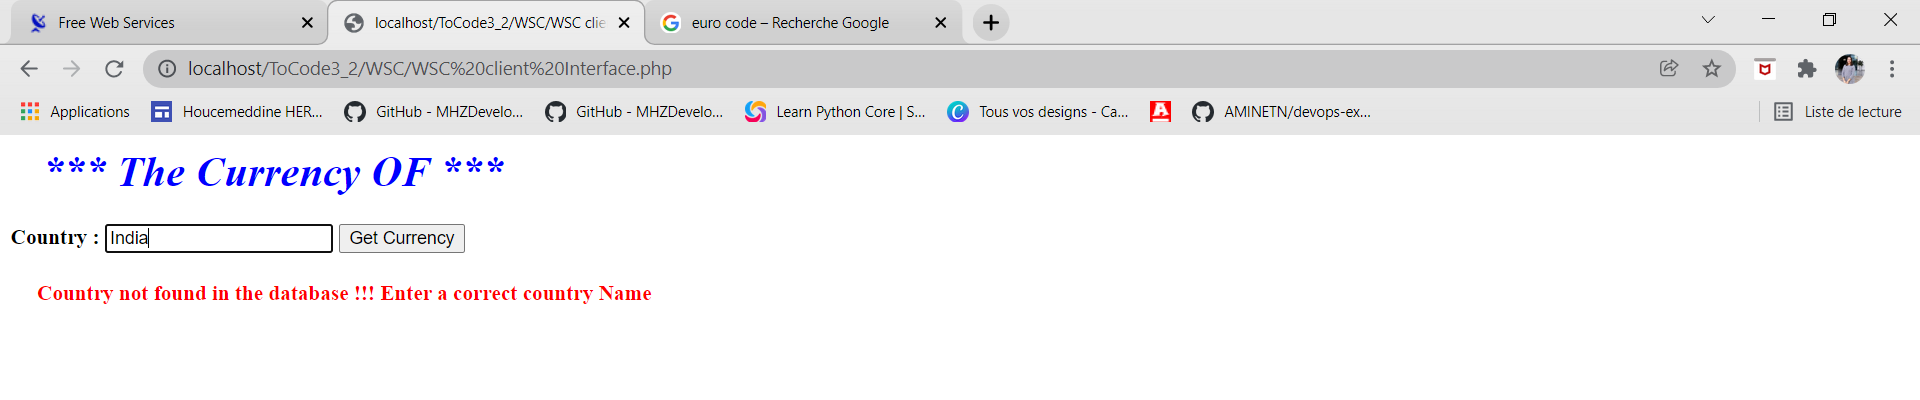 Free Web Services
localhost/ToCode3_2/WSC/WSC clie
euro code – Recherche Google
localhost/ToCode3_2/WSC/WSC%20client%20Interface.php
Applications
Houcemeddine HER...
GitHub - MHZDevelo...
GitHub - MHZDevelo...
Learn Python Core | S...
Tous vos designs - Ca...
AMINETN/devops-ex...
Liste de lecture
*** The Currency OF ***
Country : India Get Currency
Country not found in the database !!! Enter a correct country Name